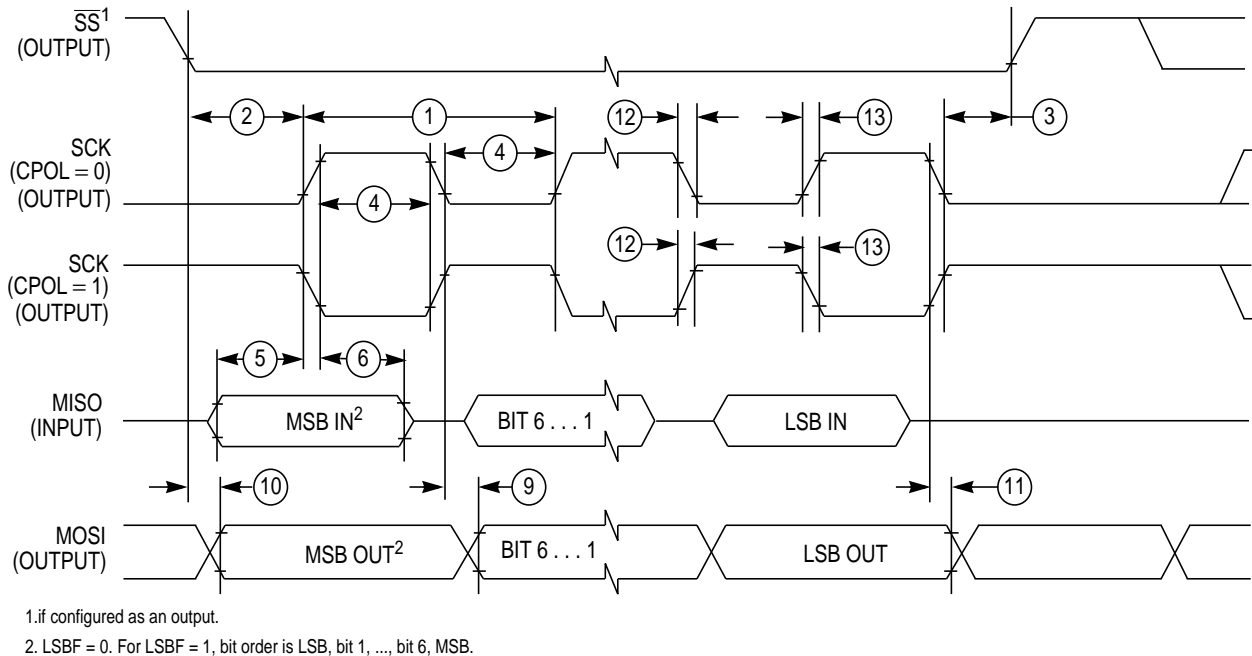 SS¹
(OUTPUT)
2
1
12
13
3
SCK
(CPOL = 0)
(OUTPUT)
4
4
12
13
SCK
(CPOL = 1)
(OUTPUT)
5
6
MISO
(INPUT)
MSB IN²
BIT 6 . . . 1
LSB IN
10
9
11
MOSI
(OUTPUT)
MSB OUT²
BIT 6 . . . 1
LSB OUT
1.if configured as an output.
2. LSBF = 0. For LSBF = 1, bit order is LSB, bit 1, ..., bit 6, MSB.